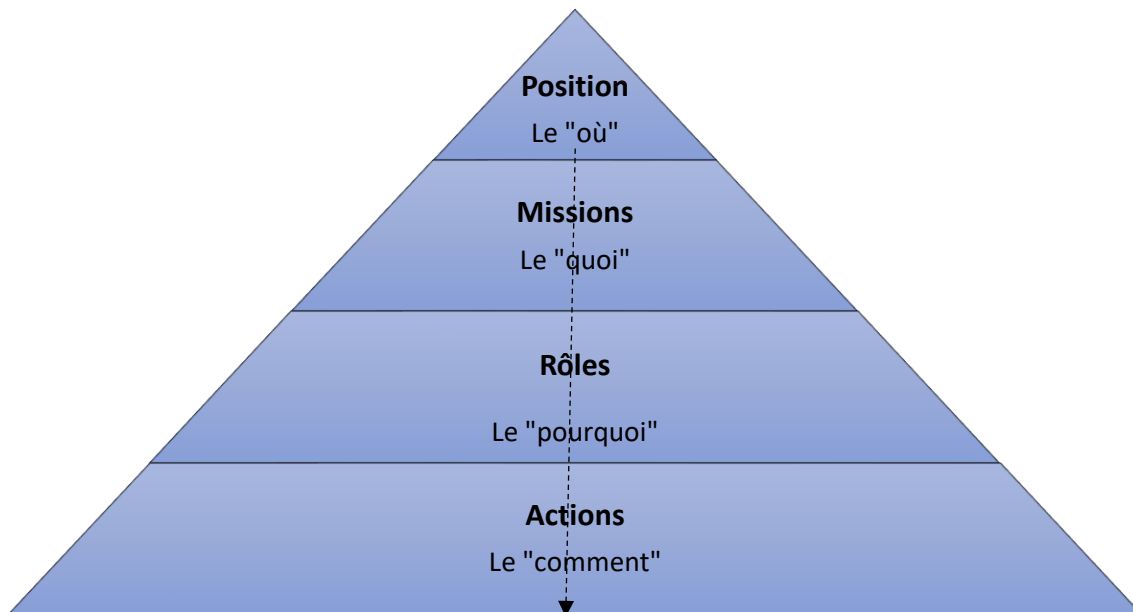 Position
Le "où"
Missions
Le "quoi"
Rôles
Le "pourquoi"
Actions
Le "comment"